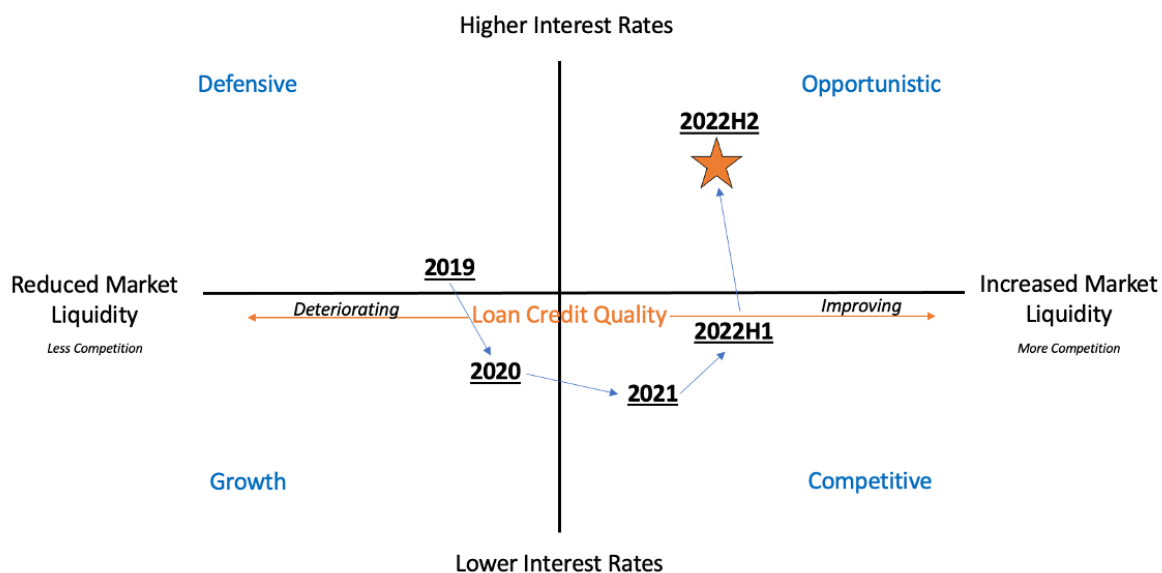 Higher Interest Rates
Defensive
Opportunistic
2022H2
2019
Reduced Market
Liquidity
Less Competition
Increased Market
Liquidity
More Competition
Deteriorating
Loan Credit Quality
Improving
2022H1
2020
2021
Growth
Competitive
Lower Interest Rates